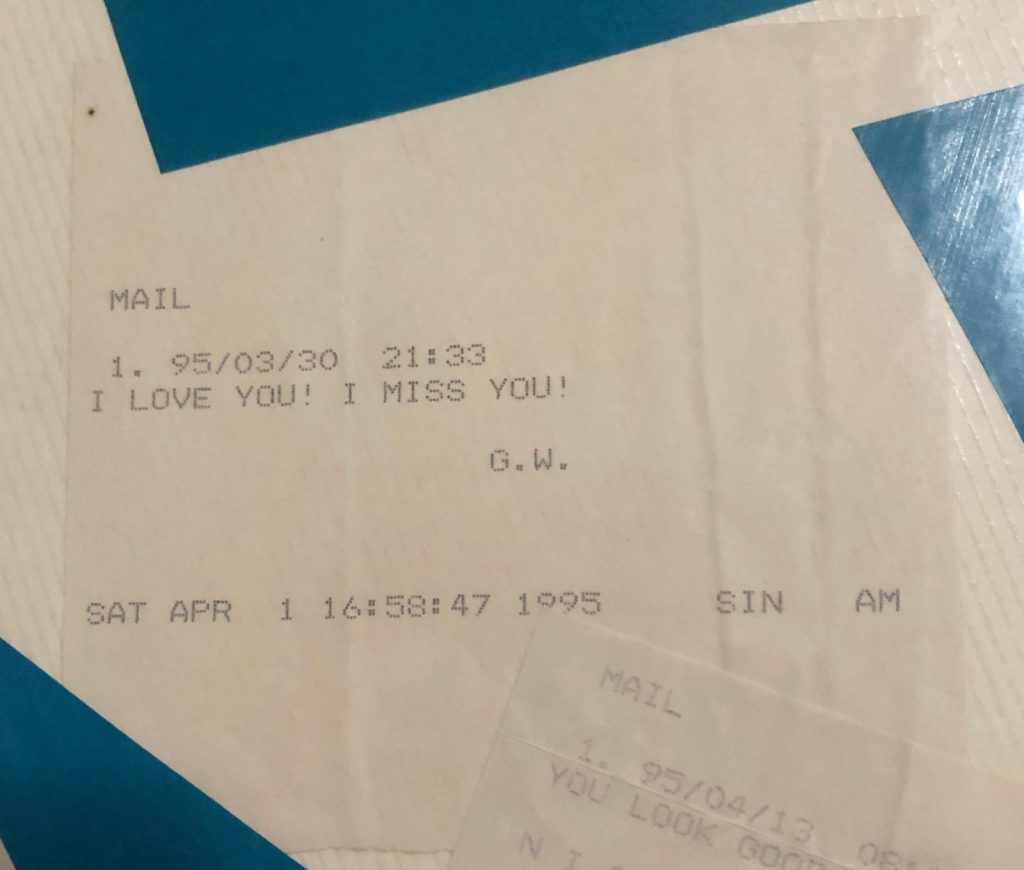 MAIL
1. 95/03/30 21:33
I LOVE YOU! I MISS YOU!
G.W.
SAT APR 1 16:58:47 1995 SIN AM
MAIL
1. 95/04/13
YOU LOOK GOOD
N I